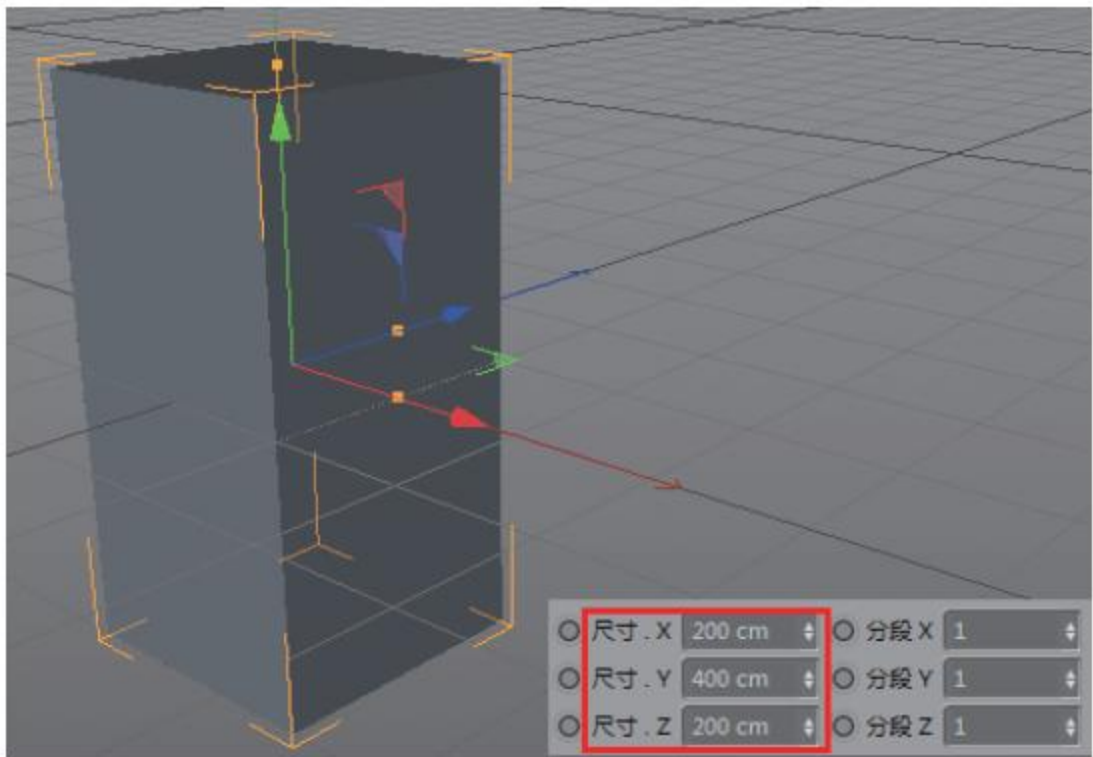 尺寸 . X 200 cm 分段 X 1
尺寸 . Y 400 cm 分段 Y 1
尺寸 . Z 200 cm 分段 Z 1